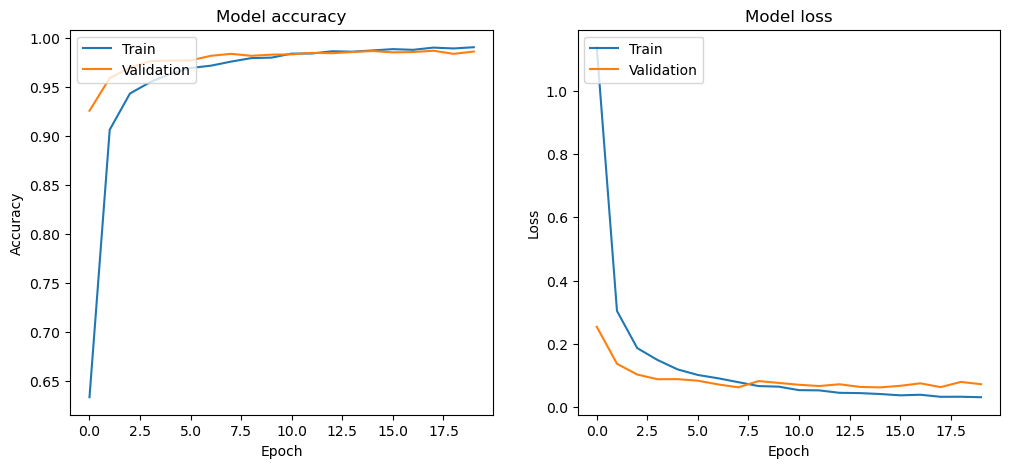 Model accuracy
Train
Validation
1.00
0.95
0.90
0.85
0.80
0.75
0.70
0.65
Accuracy
0.0 2.5 5.0 7.5 10.0 12.5 15.0 17.5
Epoch
Model loss
Train
Validation
1.0
0.8
0.6
0.4
0.2
0.0
Loss
0.0 2.5 5.0 7.5 10.0 12.5 15.0 17.5
Epoch